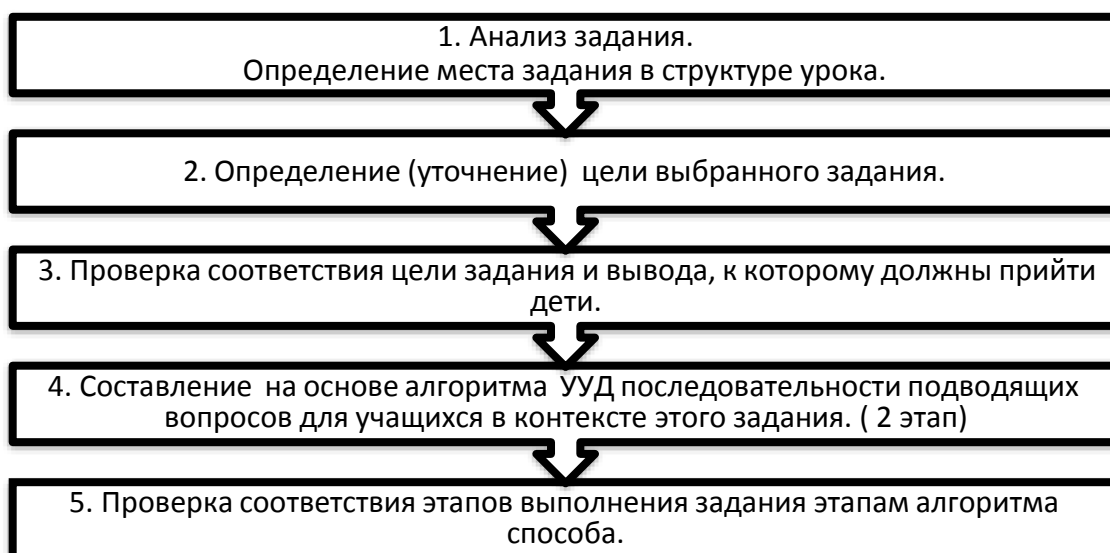 1. Анализ задания.
Определение места задания в структуре урока.
2. Определение (уточнение)  цели выбранного задания.
3. Проверка соответствия цели задания и вывода, к которому должны прийти
дети.
4. Составление  на основе алгоритма  УУД последовательности подводящих
вопросов для учащихся в контексте этого задания. ( 2 этап)
5. Проверка соответствия этапов выполнения задания этапам алгоритма
способа.